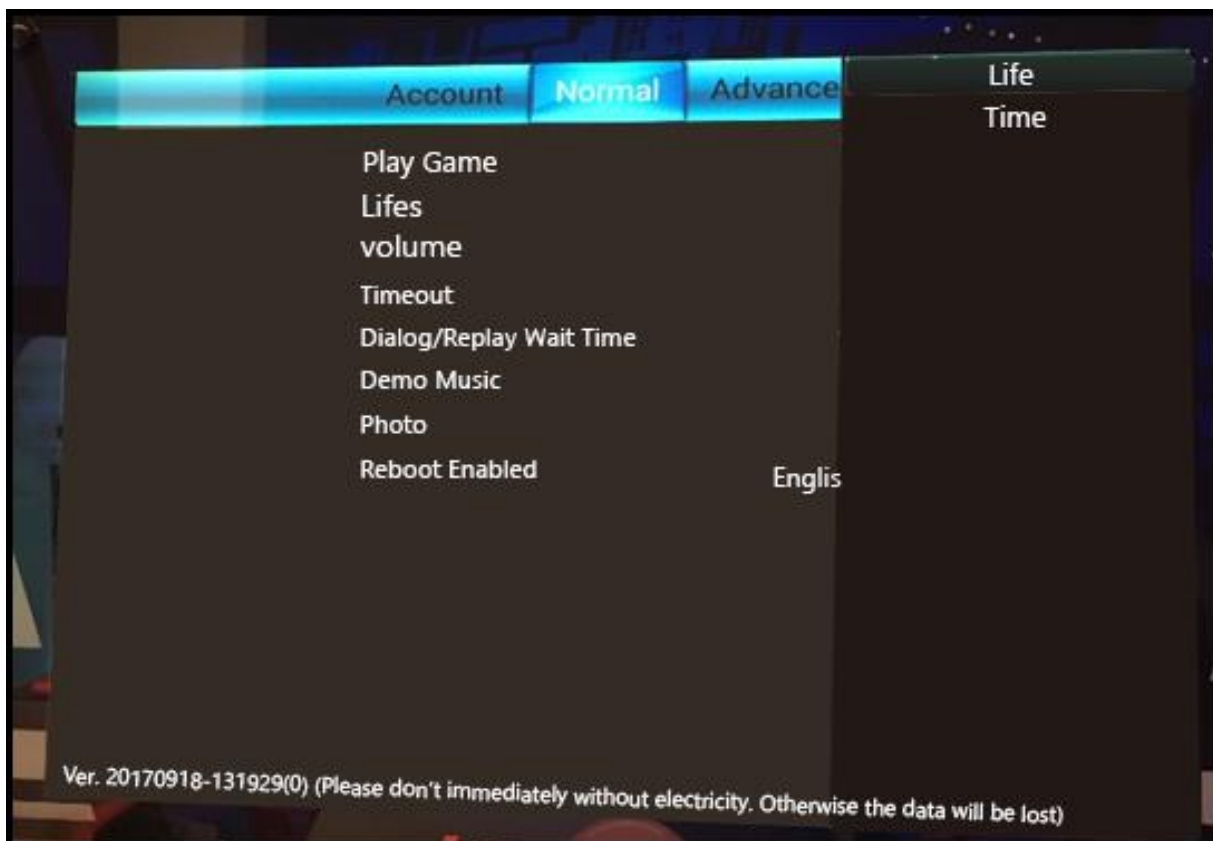 Account Normal Advance
Life
Time
Play Game
Lifes
volume
Timeout
Dialog/Replay Wait Time
Demo Music
Photo
Reboot Enabled
Englis
Ver. 20170918-131929(0) (Please don't immediately without electricity. Otherwise the data will be lost)